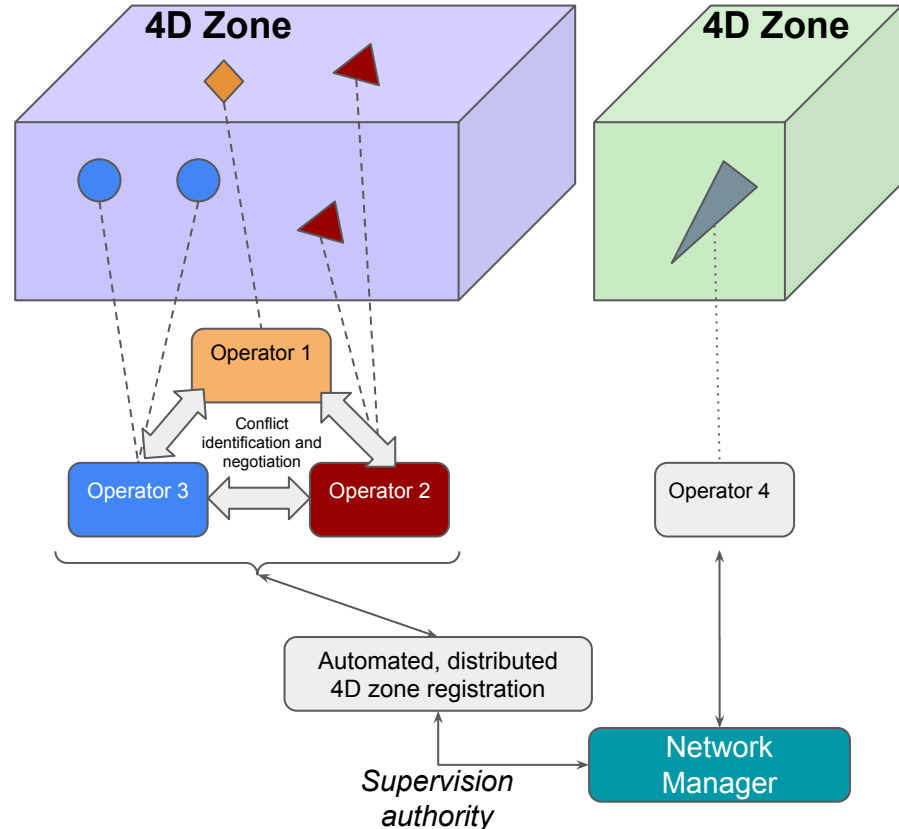 4D Zone
4D Zone
Operator 1
Conflict
identification and
negotiation
Operator 3
Operator 2
Operator 4
Automated, distributed
4D zone registration
Network
Manager
Supervision
authority